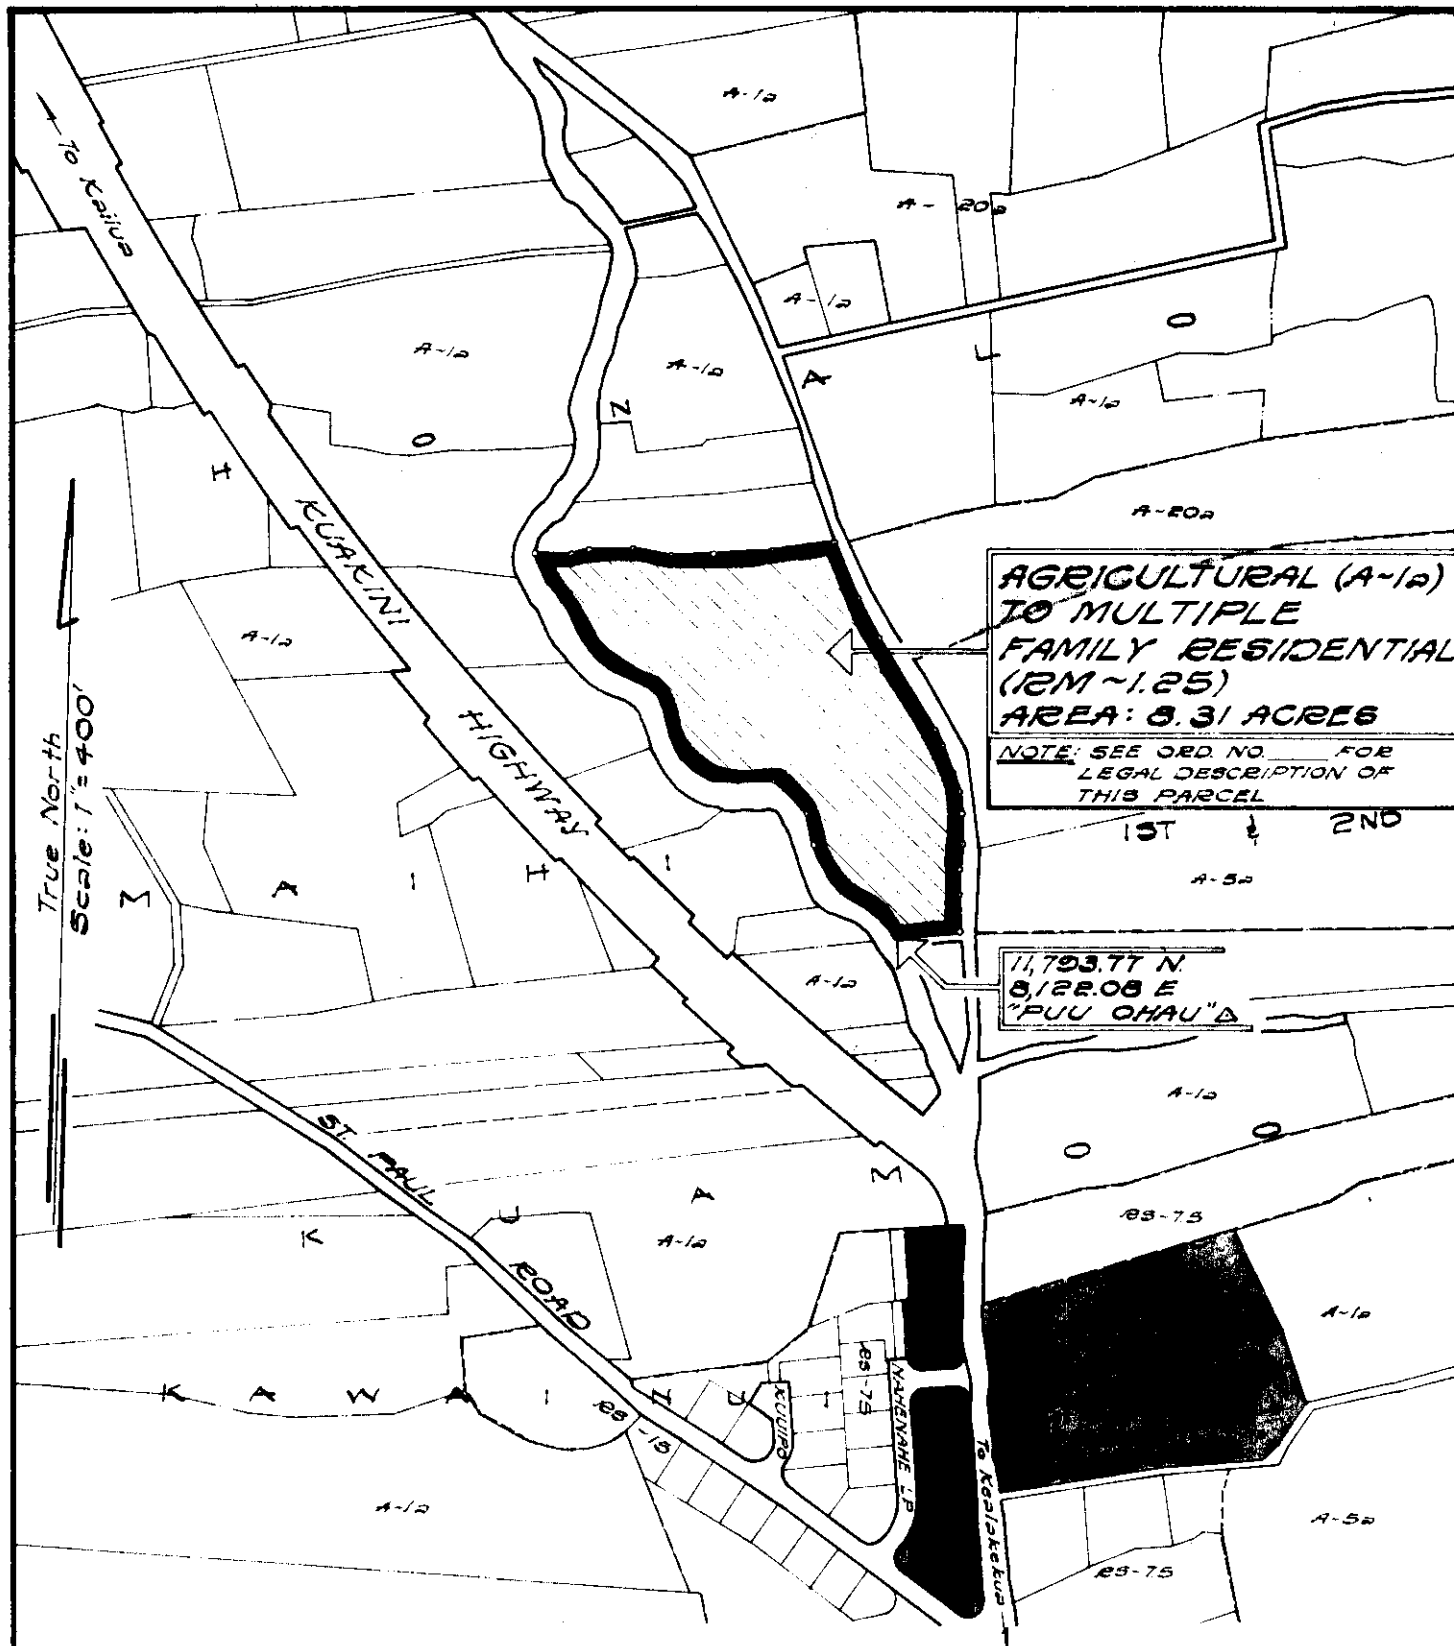 A-1a
To Kailua
A-20a
A-1a
A-1a
A-1a
A-1a
A-20a
KUAKINI
HIGHWAY
A-1a
AGRICULTURAL (A~1a)
TO MULTIPLE
FAMILY RESIDENTIAL
(RM~1.25)
AREA: 8.31 ACRES
NOTE: SEE ORD. NO. ____ FOR
LEGAL DESCRIPTION OF
THIS PARCEL
1ST & 2ND
True North
Scale: 1"=400'
A-5a
11,793.77 N.
8,122.08 E
"PUU OHAU" Δ
A-1a
A-1a
ST. PAUL
ROAD
RS-7.5
A-1a
A-1a
RS-7.5
NAHENAHE LP
KUUIPO
RS
-15
To Kealakekua
A-1a
A-5a
RS-7.5